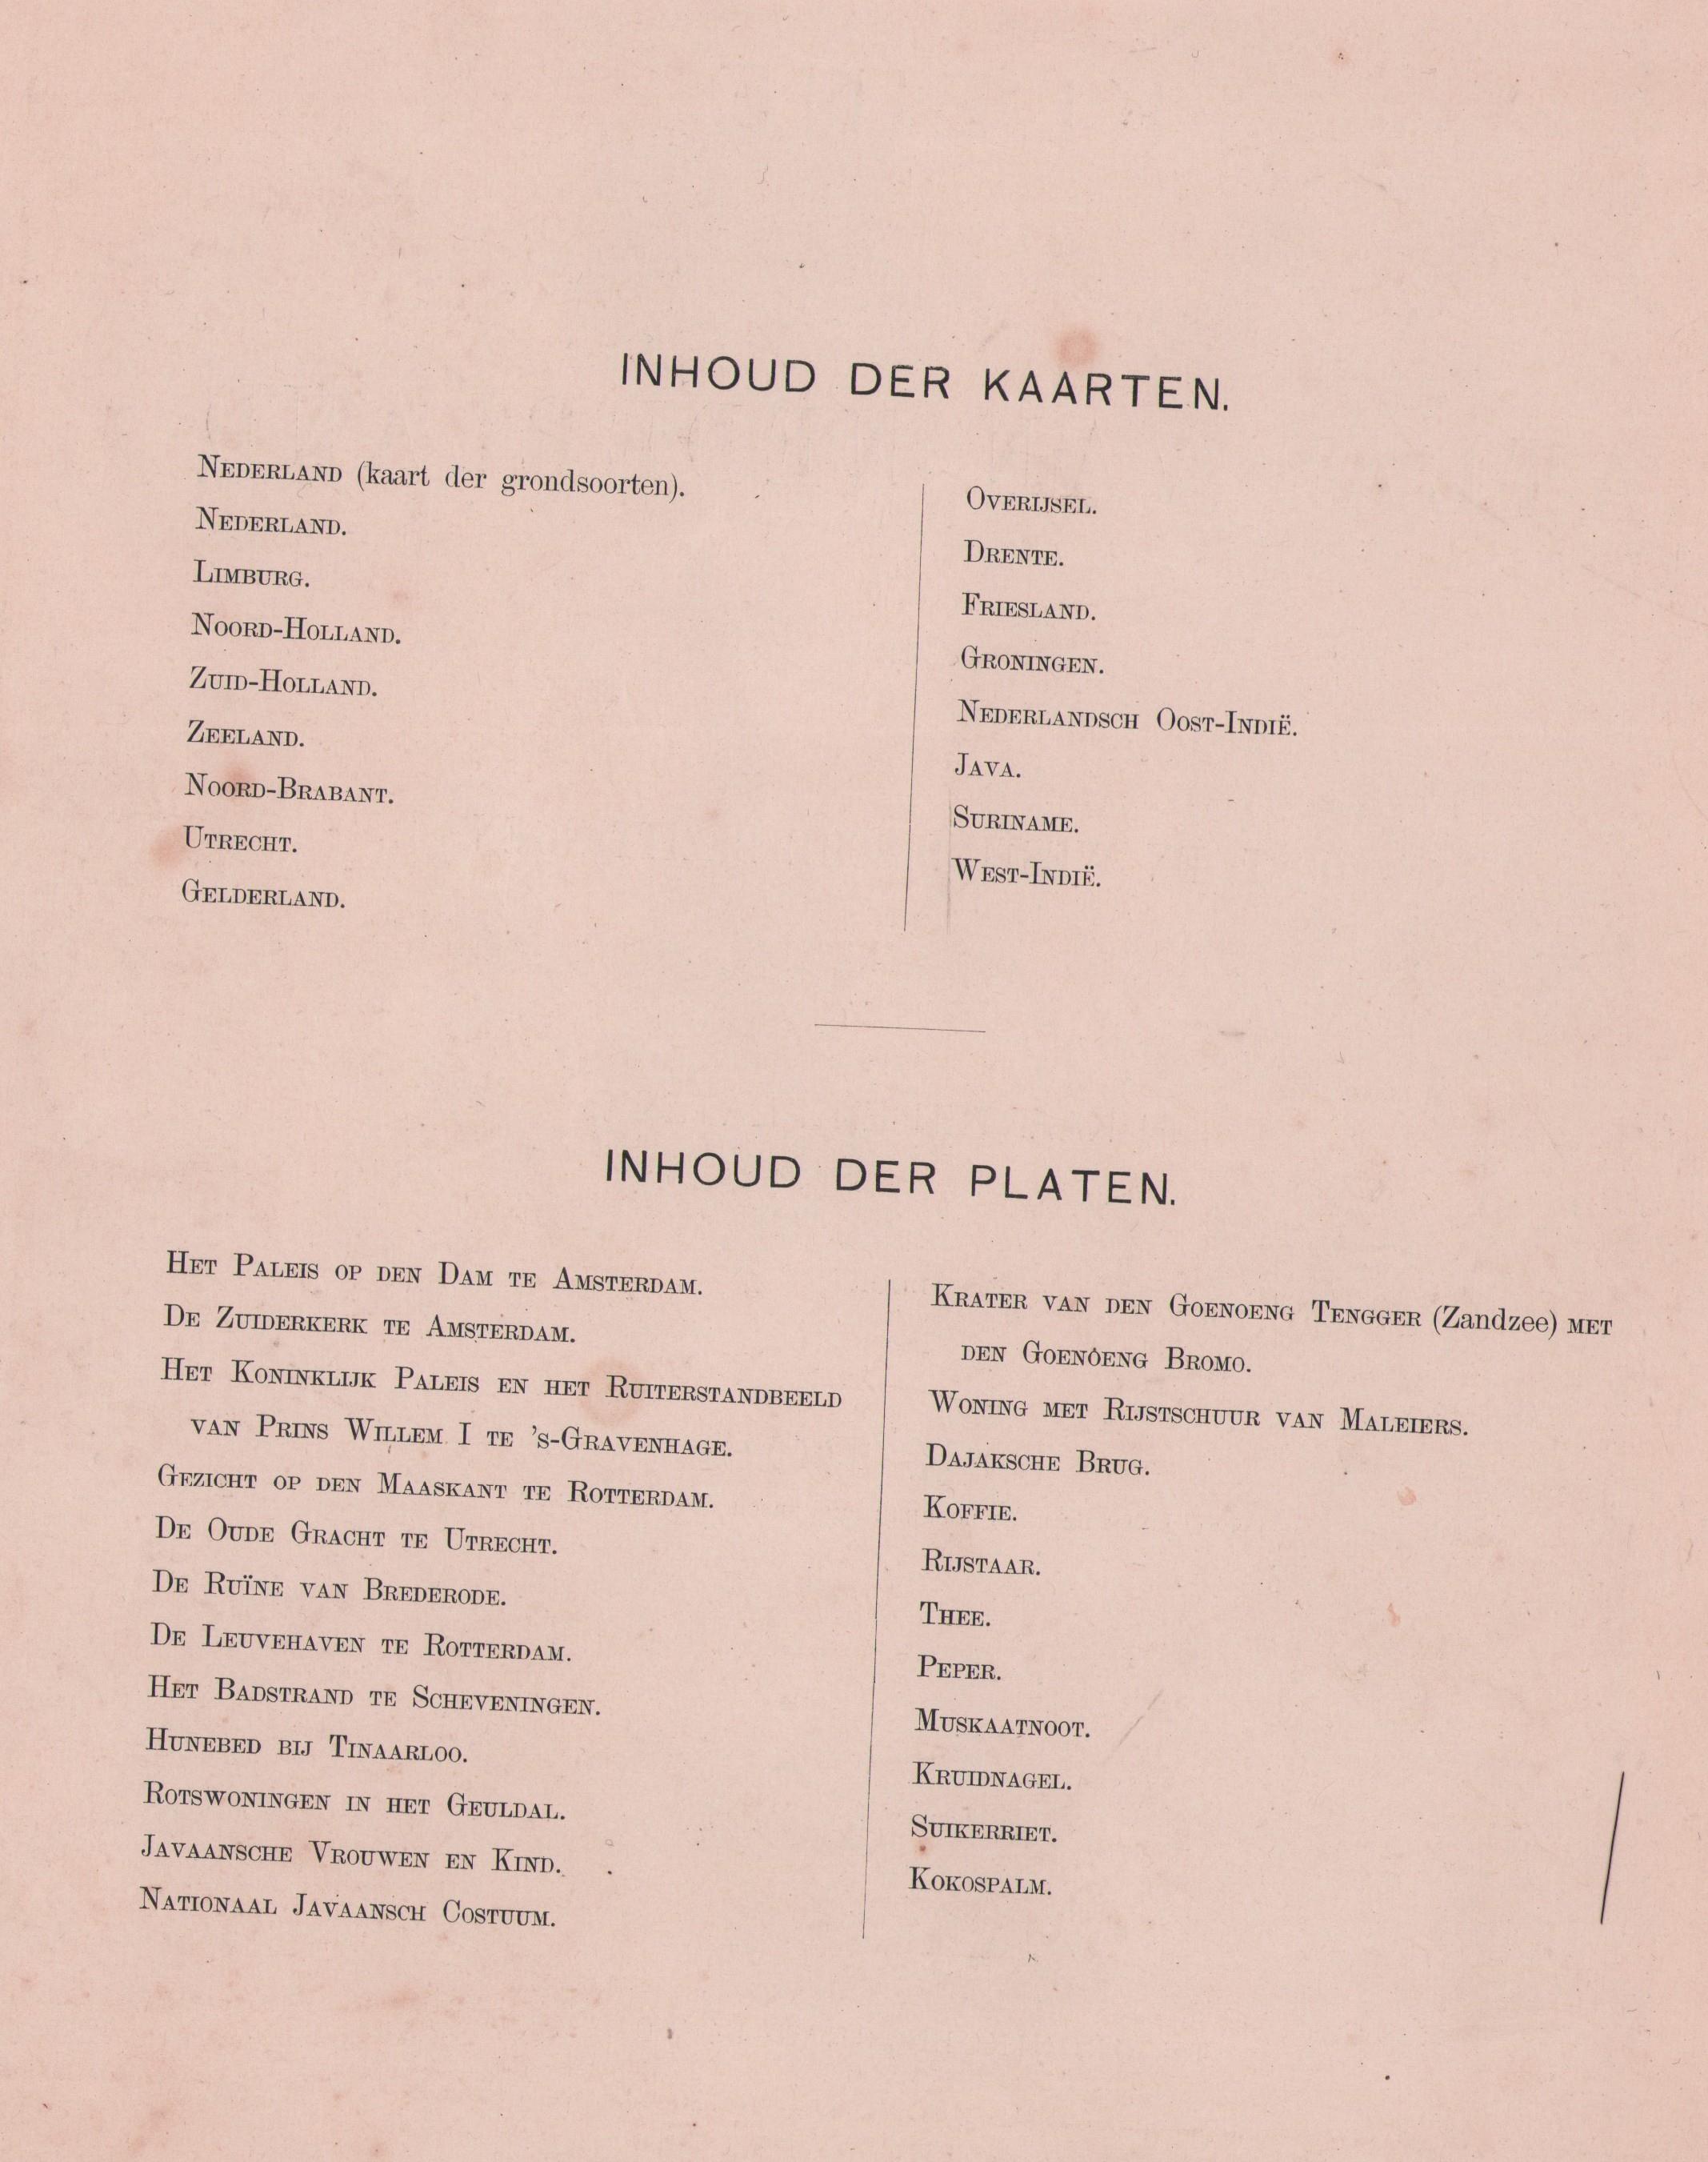 INHOUD DER KAARTEN.
NEDERLAND (kaart der grondsoorten).
NEDERLAND.
LIMBURG.
NOORD-HOLLAND.
ZUID-HOLLAND.
ZEELAND.
NOORD-BRABANT.
UTRECHT.
GELDERLAND.
OVERIJSEL.
DRENTE.
FRIESLAND.
GRONINGEN.
NEDERLANDSCH OOST-INDIË.
JAVA.
SURINAME.
WEST-INDIË.
INHOUD DER PLATEN.
HET PALEIS OP DEN DAM TE AMSTERDAM.
DE ZUIDERKERK TE AMSTERDAM.
HET KONINKLIJK PALEIS EN HET RUITERSTANDBEELD
VAN PRINS WILLEM I TE 'S-GRAVENHAGE.
GEZICHT OP DEN MAASKANT TE ROTTERDAM.
DE OUDE GRACHT TE UTRECHT.
DE RUÏNE VAN BREDERODE.
DE LEUVEHAVEN TE ROTTERDAM.
HET BADSTRAND TE SCHEVENINGEN.
HUNEBED BIJ TINAARLOO.
ROTSWONINGEN IN HET GEULDAL.
JAVAANSCHE VROUWEN EN KIND.
NATIONAAL JAVAANSCH COSTUUM.
KRATER VAN DEN GOENOENG TENGGER (Zandzee) MET
DEN GOENOENG BROMO.
WONING MET RIJSTSCHUUR VAN MALEIERS.
DAJAKSCHE BRUG.
KOFFIE.
RIJSTAAR.
THEE.
PEPER.
MUSKAATNOOT.
KRUIDNAGEL.
SUIKERRIET.
KOKOSPALM.